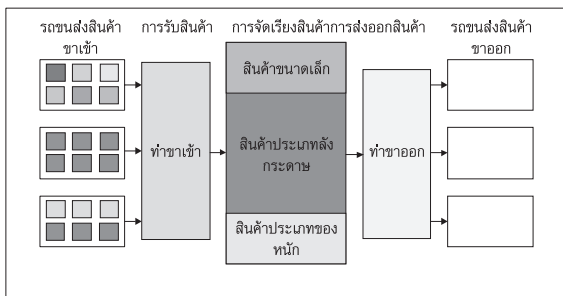 รถขนส่งสินค้า การรับสินค้า การจัดเรียงสินค้า การส่งออกสินค้า รถขนส่งสินค้า
ขาเข้า ขาออก
สินค้าขนาดเล็ก
ท่าขาเข้า
สินค้าประเภทลัง
กระดาษ
ท่าขาออก
สินค้าประเภทของ
หนัก